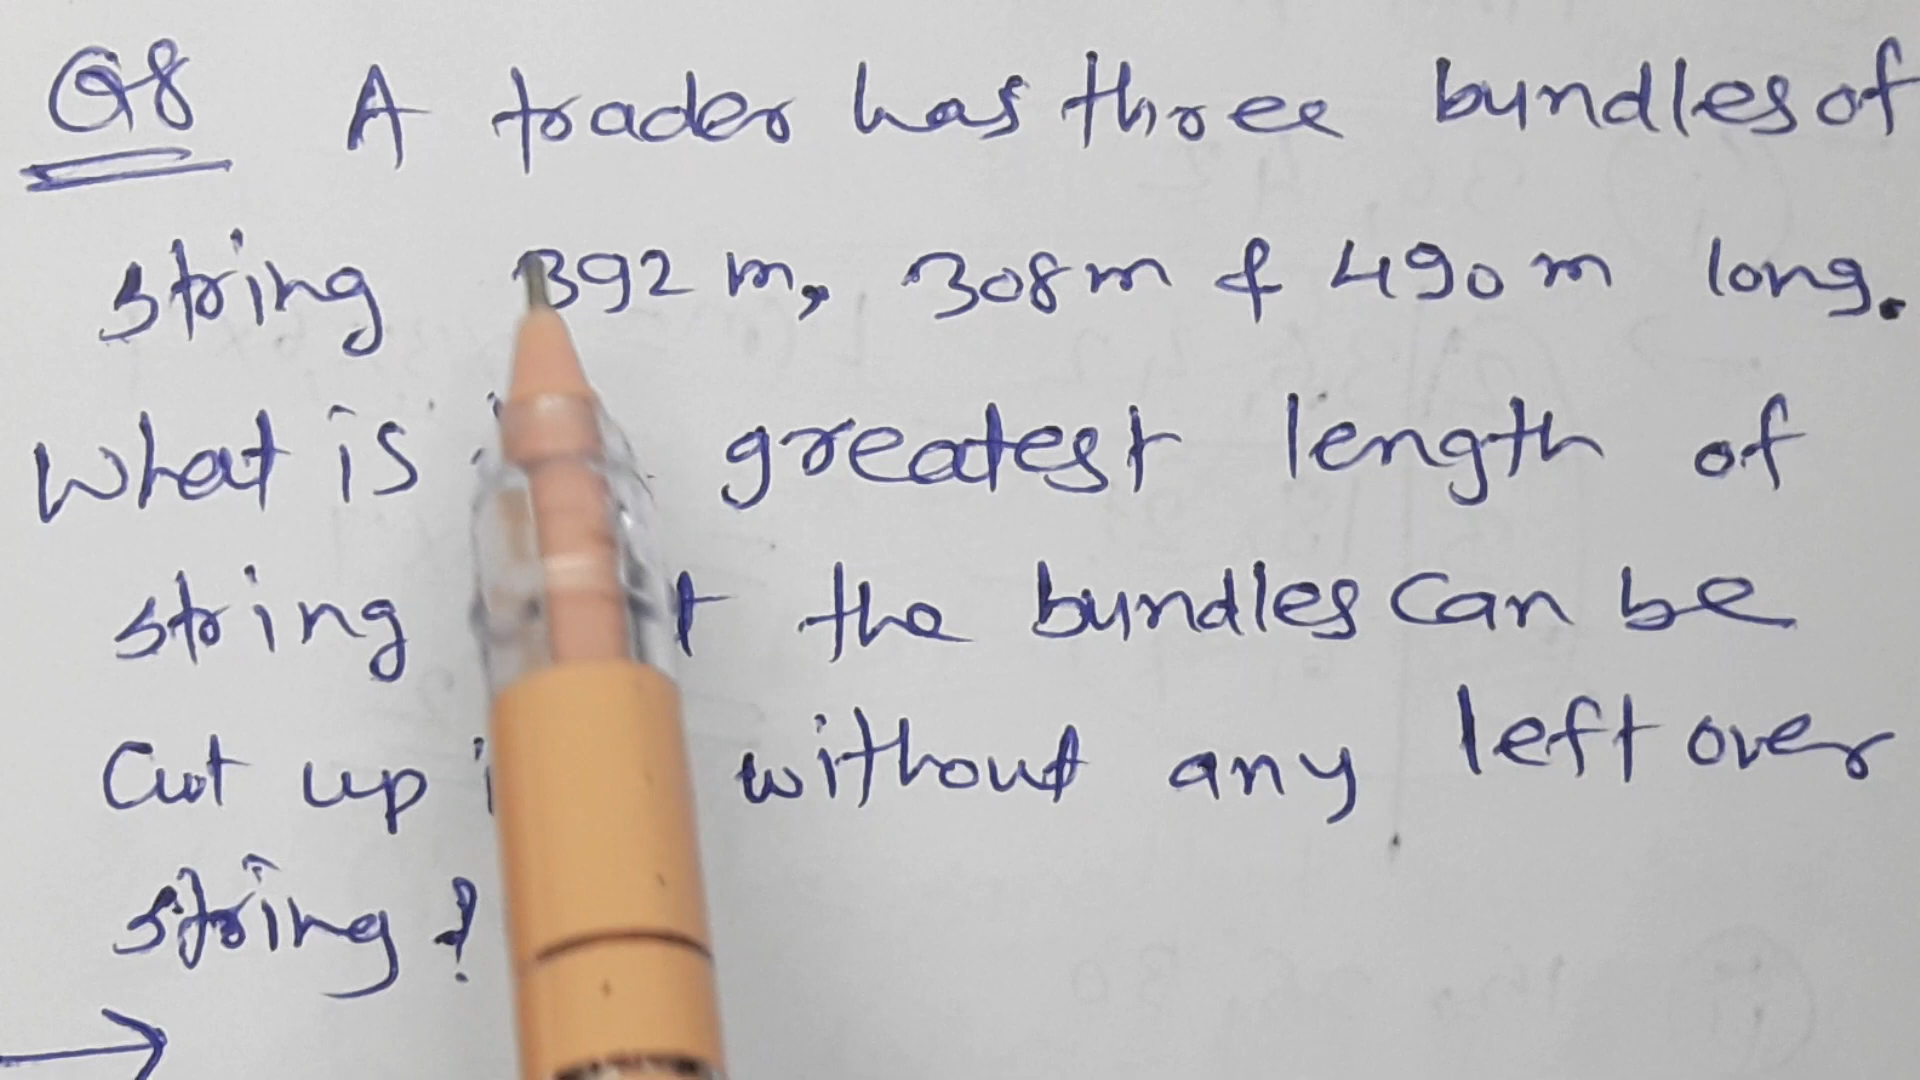 Q8 A trader has three bundles of
string 392 m, 308 m & 490 m long.
What is greatest length of
string the bundles can be
Cut up without any left over
string?